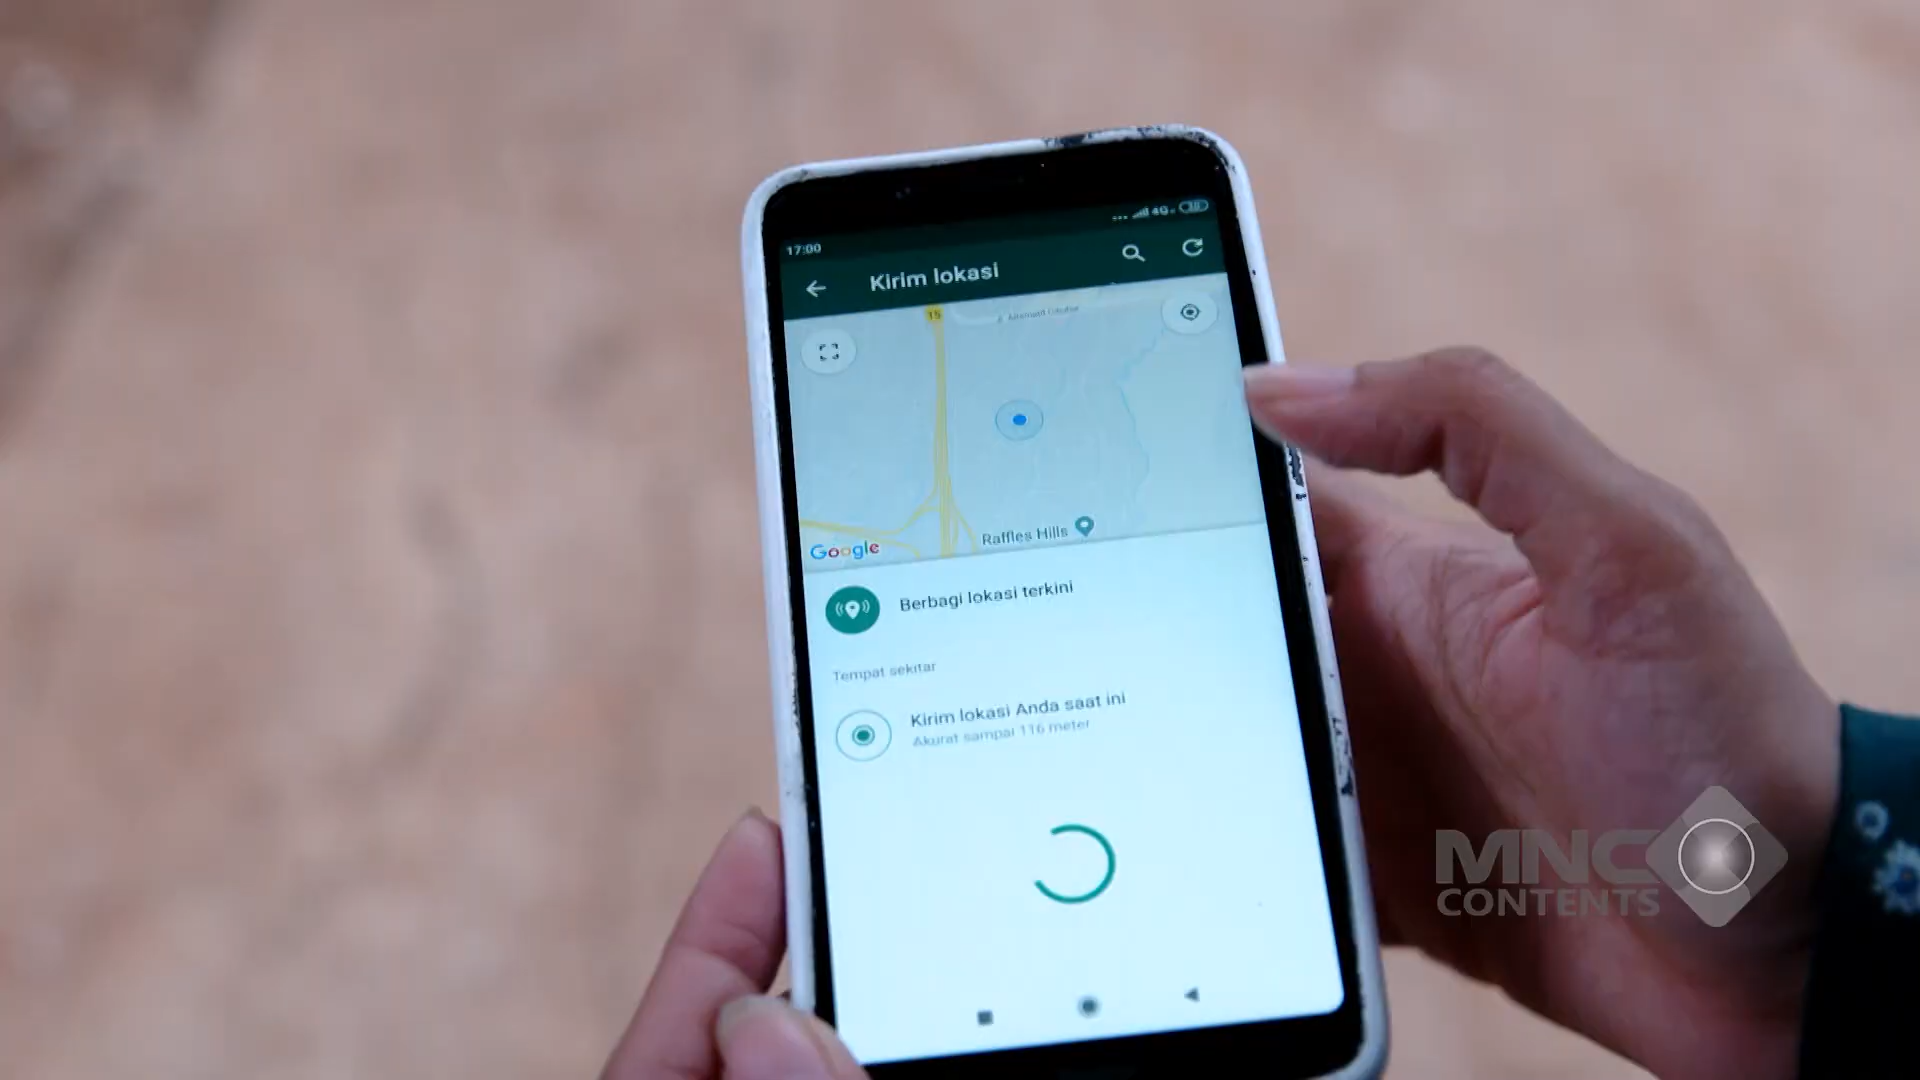 17:00
4G
Kirim lokasi
15
Google
Raffles Hills
Berbagi lokasi terkini
Tempat sekitar
Kirim lokasi Anda saat ini
Akurat sampai 116 meter
MNC
CONTENTS